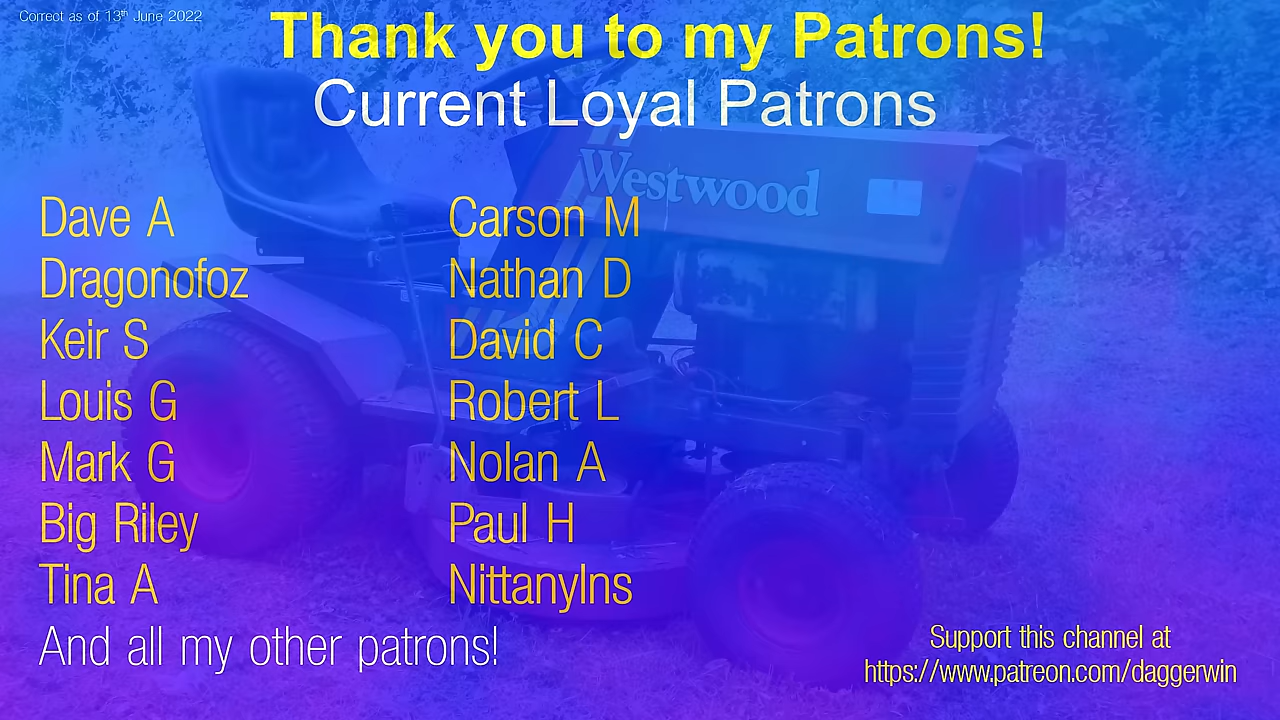 Correct as of 13th June 2022
Thank you to my Patrons!
Current Loyal Patrons
Westwood
Dave A
Dragonofoz
Keir S
Louis G
Mark G
Big Riley
Tina A
And all my other patrons!
Carson M
Nathan D
David C
Robert L
Nolan A
Paul H
NittanyIns
Support this channel at
https://www.patreon.com/daggerwin